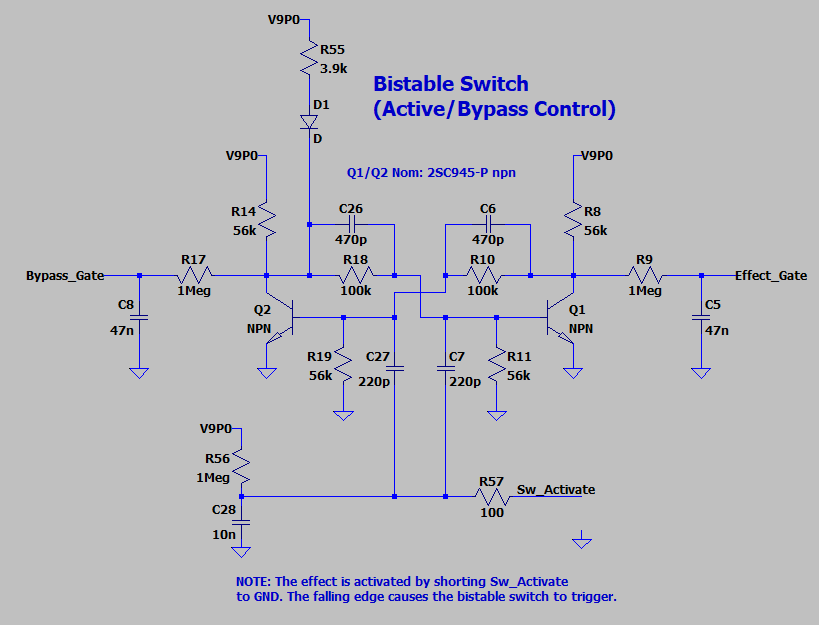 V9P0
R55
3.9k
D1
D
Bistable Switch
(Active/Bypass Control)
V9P0
V9P0
Q1/Q2 Nom: 2SC945-P npn
R14
56k
C26
470p
C6
470p
R8
56k
Bypass_Gate
R17
1Meg
R18
100k
R10
100k
R9
1Meg
Effect_Gate
C8
47n
Q2
NPN
Q1
NPN
C5
47n
R19
56k
C27
220p
C7
220p
R11
56k
V9P0
R56
1Meg
C28
10n
R57
100
Sw_Activate
NOTE: The effect is activated by shorting Sw_Activate
to GND. The falling edge causes the bistable switch to trigger.